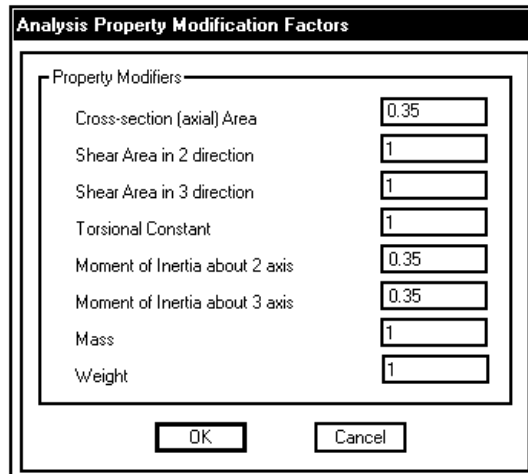 Analysis Property Modification Factors
Property Modifiers
Cross-section (axial) Area 0.35
Shear Area in 2 direction 1
Shear Area in 3 direction 1
Torsional Constant 1
Moment of Inertia about 2 axis 0.35
Moment of Inertia about 3 axis 0.35
Mass 1
Weight 1
OK Cancel